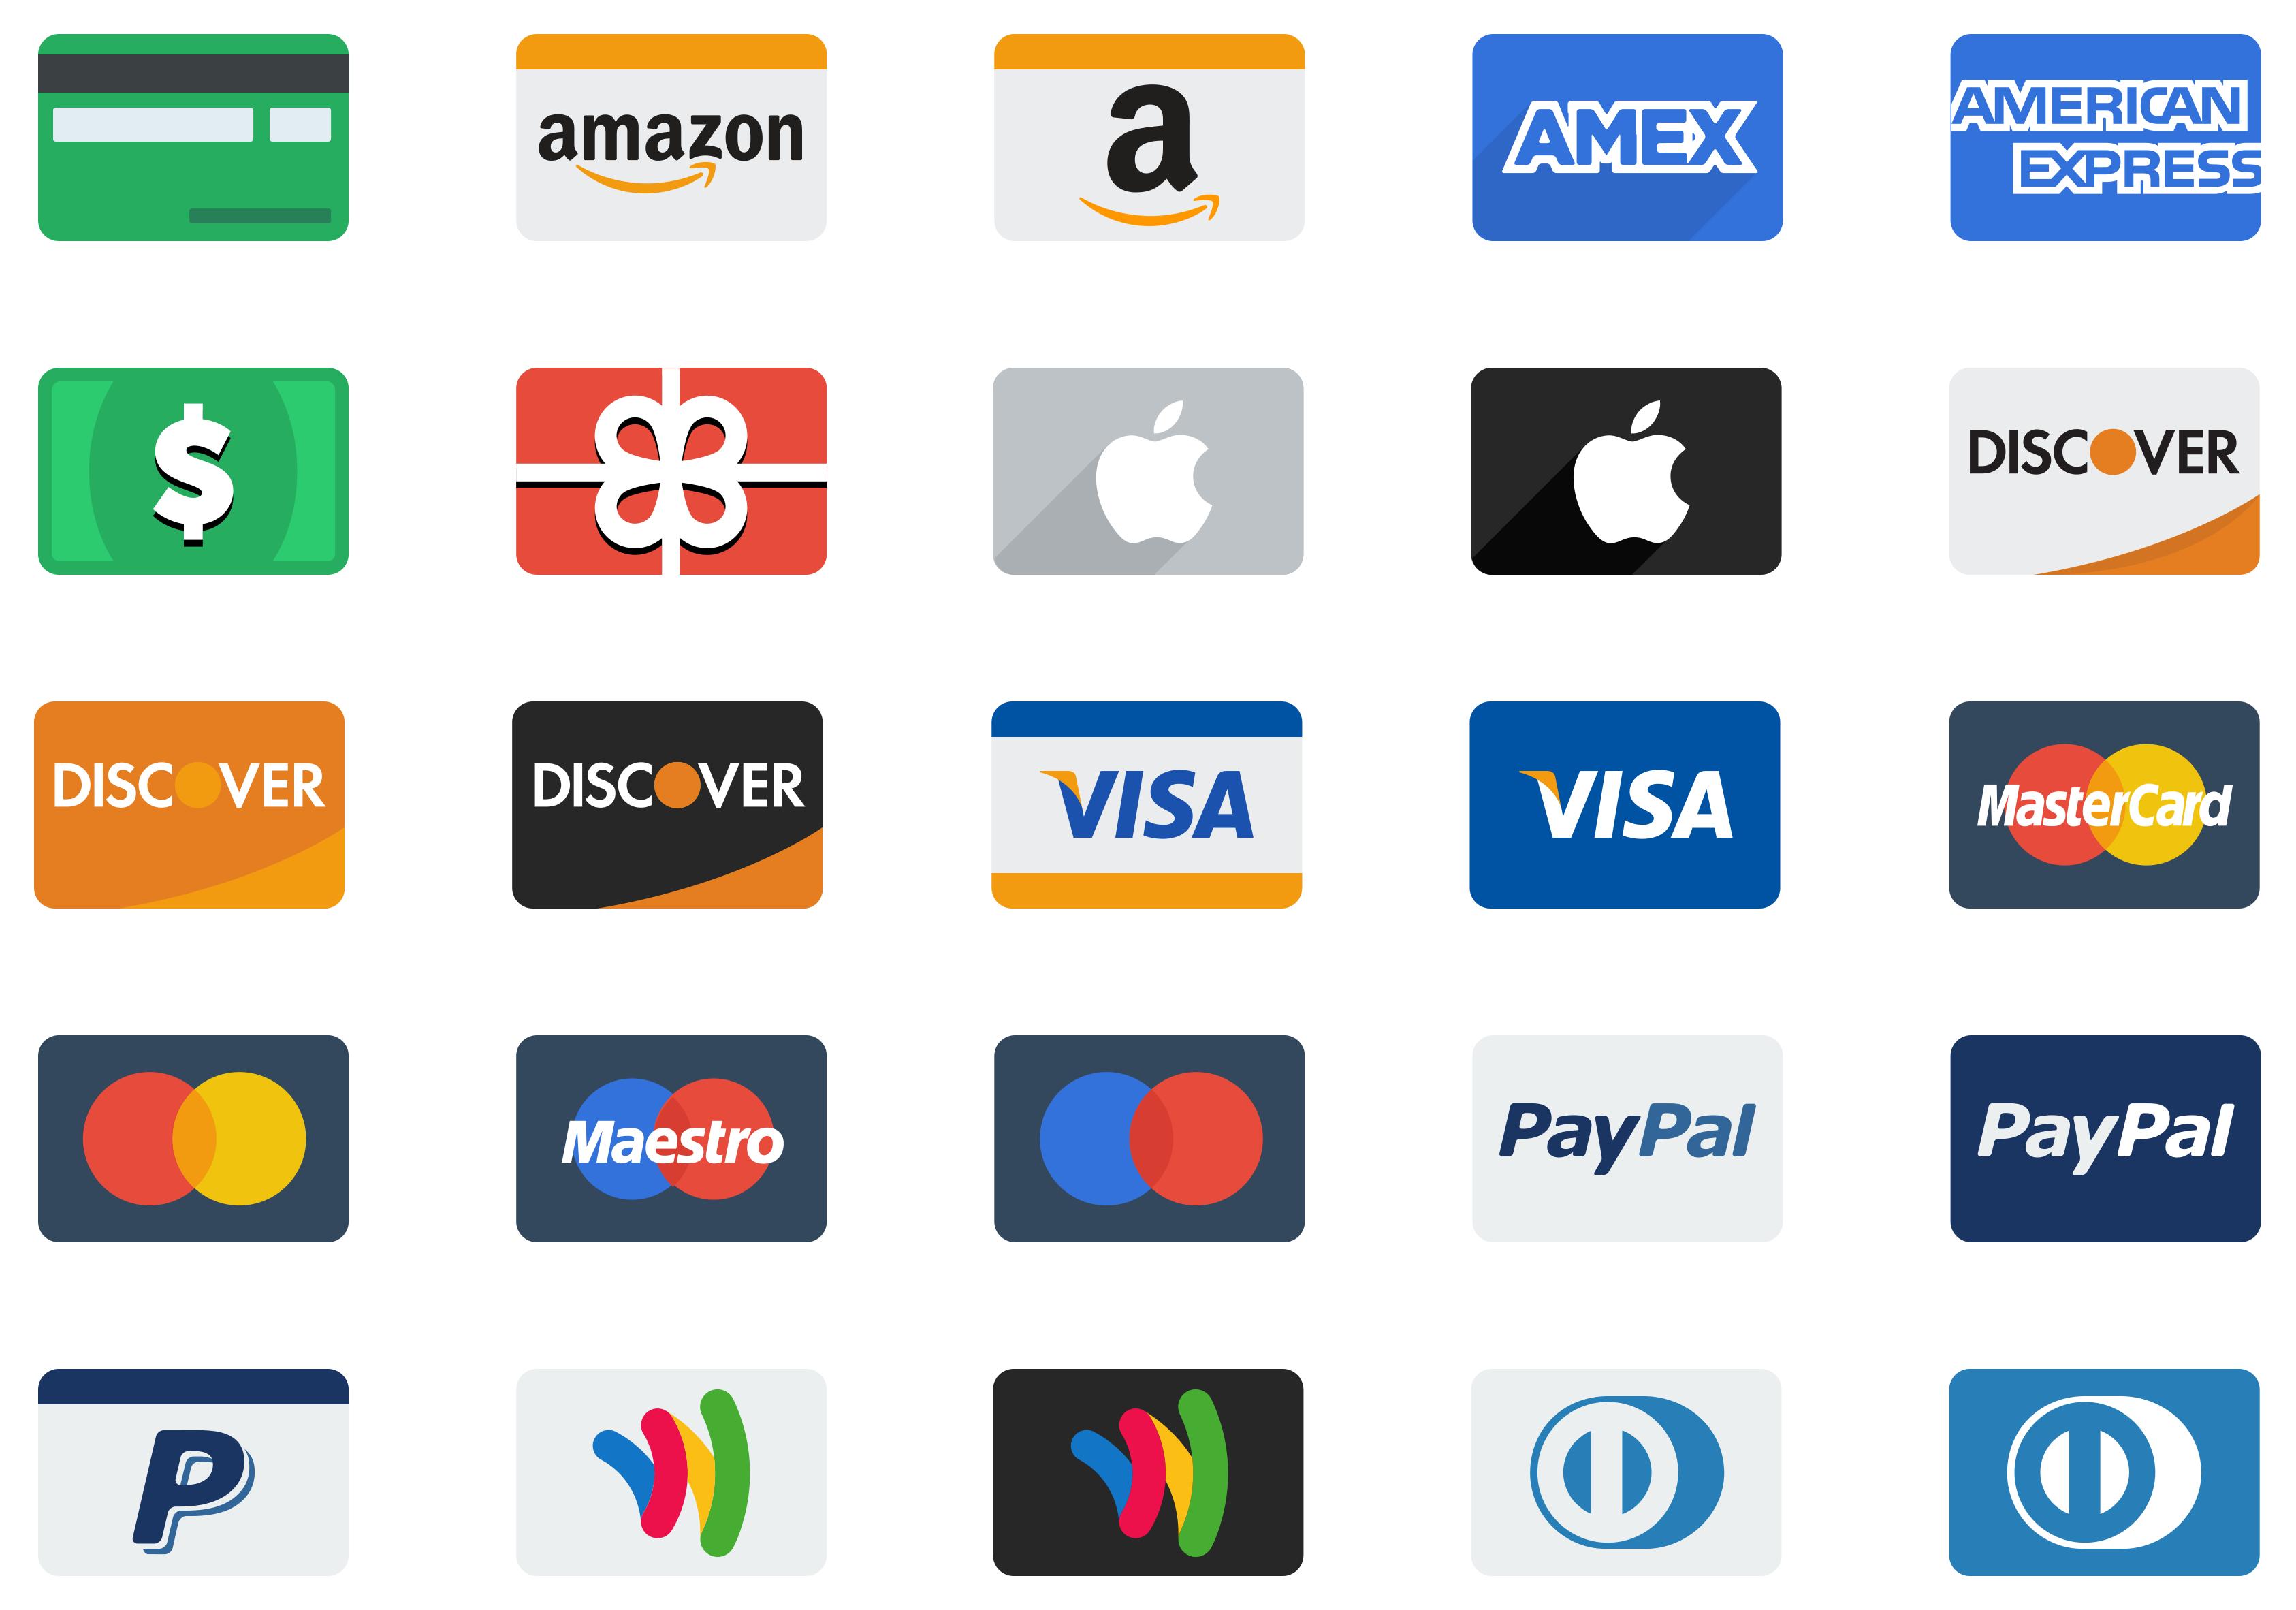 amazon
a
AMEX
AMERICAN
EXPRESS
$
DISCOVER
DISCOVER
DISCOVER
VISA
VISA
MasterCard
Maestro
PayPal
PayPal
P